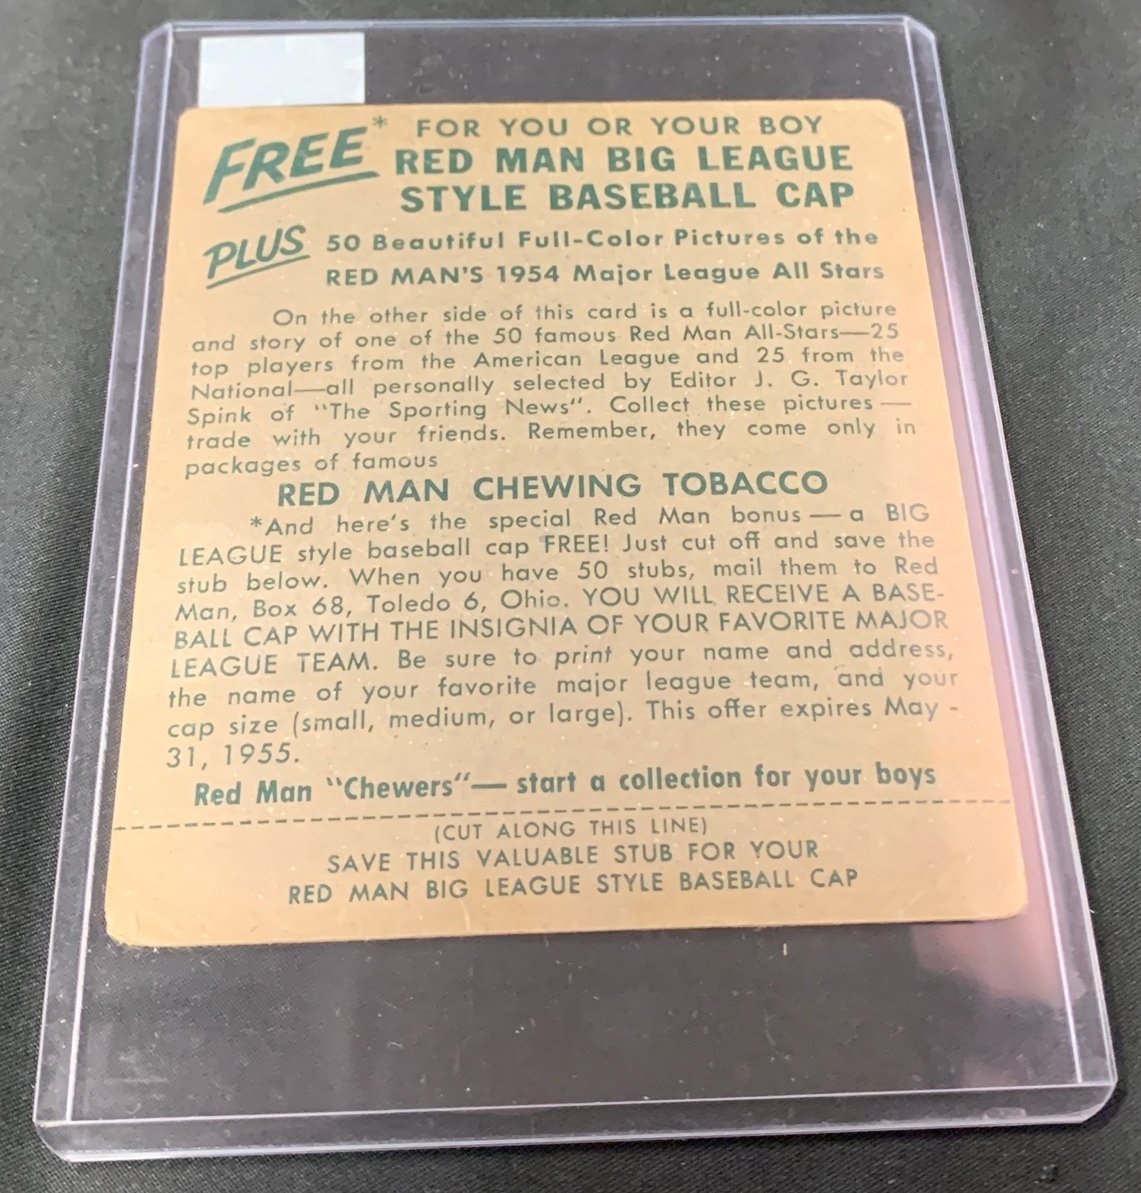 FREE* FOR YOU OR YOUR BOY
RED MAN BIG LEAGUE
STYLE BASEBALL CAP
PLUS 50 Beautiful Full-Color Pictures of the
RED MAN'S 1954 Major League All Stars
On the other side of this card is a full-color picture
and story of one of the 50 famous Red Man All-Stars—25
top players from the American League and 25 from the
National—all personally selected by Editor J. G. Taylor
Spink of "The Sporting News". Collect these pictures—
trade with your friends. Remember, they come only in
packages of famous
RED MAN CHEWING TOBACCO
*And here's the special Red Man bonus — a BIG
LEAGUE style baseball cap FREE! Just cut off and save the
stub below. When you have 50 stubs, mail them to Red
Man, Box 68, Toledo 6, Ohio. YOU WILL RECEIVE A BASE-
BALL CAP WITH THE INSIGNIA OF YOUR FAVORITE MAJOR
LEAGUE TEAM. Be sure to print your name and address,
the name of your favorite major league team, and your
cap size (small, medium, or large). This offer expires May -
31, 1955.
Red Man "Chewers"— start a collection for your boys
(CUT ALONG THIS LINE)
SAVE THIS VALUABLE STUB FOR YOUR
RED MAN BIG LEAGUE STYLE BASEBALL CAP